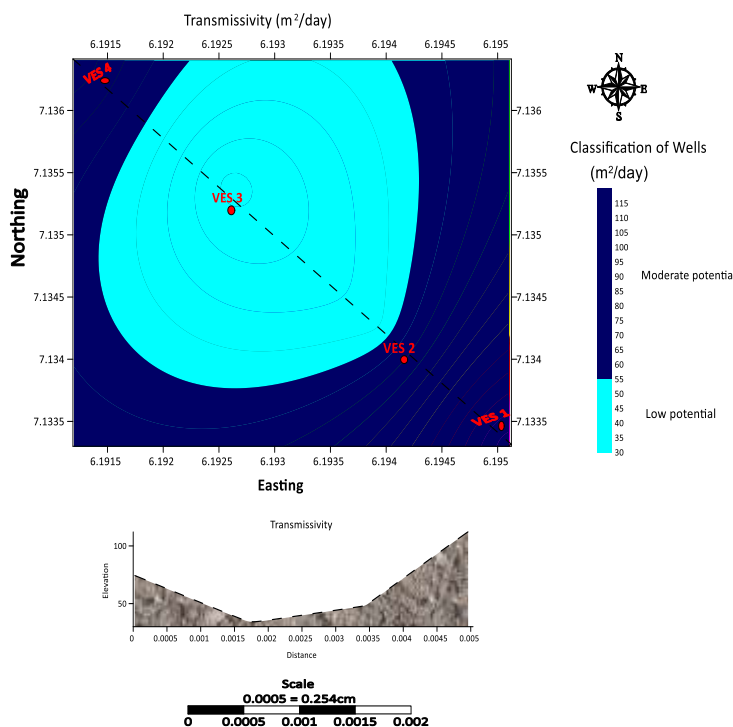 Transmissivity (m²/day)
6.1915 6.192 6.1925 6.193 6.1935 6.194 6.1945 6.195
N
W E
S
VES 4
7.136 7.136
7.1355 7.1355
VES 3
Northing
7.135 7.135
7.1345 7.1345
7.134 7.134
VES 2
7.1335 7.1335
6.1915 6.192 6.1925 6.193 6.1935 6.194 6.1945 6.195
Easting
Classification of Wells
(m²/day)
115
110
105
100
95
90
85
80
75
70
65
60
55
50
45
40
35
30
Moderate potentia
Low potential
Transmissivity
100
50
Elevation
0 0.0005 0.001 0.0015 0.002 0.0025 0.003 0.0035 0.004 0.0045 0.005
Distance
Scale
0.0005 = 0.254cm
0 0.0005 0.001 0.0015 0.002